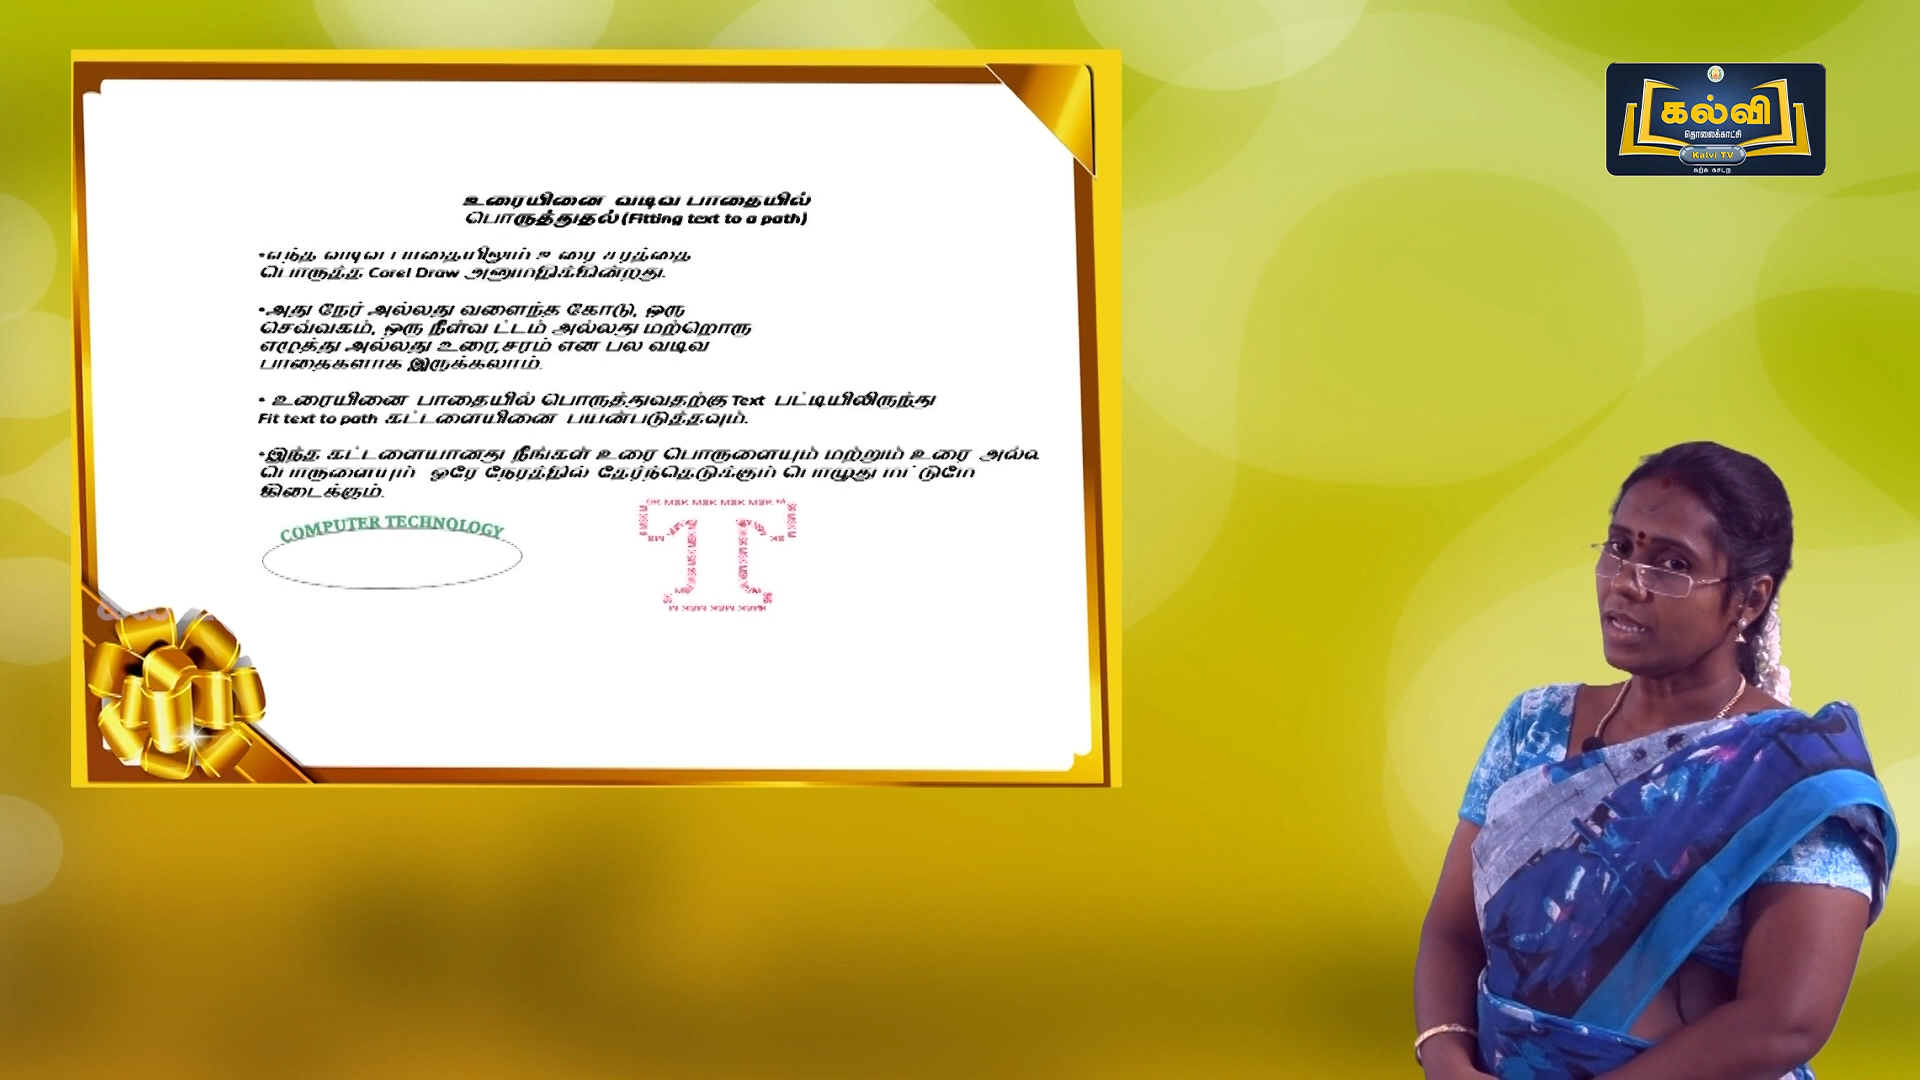 உரையினை வடிவ பாதையில்
பொருத்துதல் (Fitting text to a path)
•எந்த வடிவ பாதையிலும் உரை சரத்தை
பொருத்த Corel Draw அனுமதிக்கின்றது.
•அது நேர் அல்லது வளைந்த கோடு, ஒரு
செவ்வகம், ஒரு நீள்வட்டம் அல்லது மற்றொரு
எழுத்து அல்லது உரை,சரம் என பல வடிவ
பாதைகளாக இருக்கலாம்.
• உரையினை பாதையில் பொருத்துவதற்கு Text பட்டியிலிருந்து
Fit text to path கட்டளையினை பயன்படுத்தவும்.
•இந்த கட்டளையானது நீங்கள் உரை பொருளையும் மற்றும் உரை அல்ல
பொருளையும் ஒரே நேரத்தில் தேர்ந்தெடுக்கும் பொழுது மட்டுமே
கிடைக்கும்.
COMPUTER TECHNOLOGY
கல்வி
தொலைக்காட்சி
Kalvi TV
கற்க கசடற